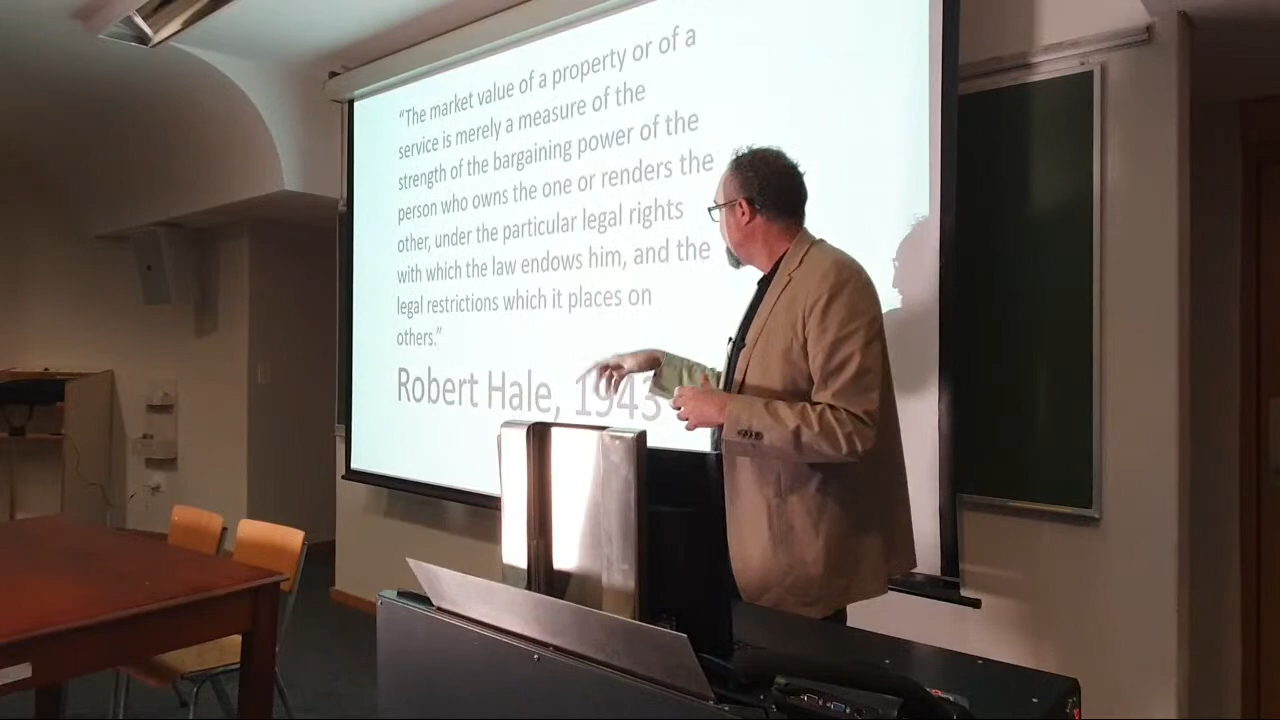 “The market value of a property or of a
service is merely a measure of the
strength of the bargaining power of the
person who owns the one or renders the
other, under the particular legal rights
with which the law endows him, and the
legal restrictions which it places on
others.”
Robert Hale, 1943